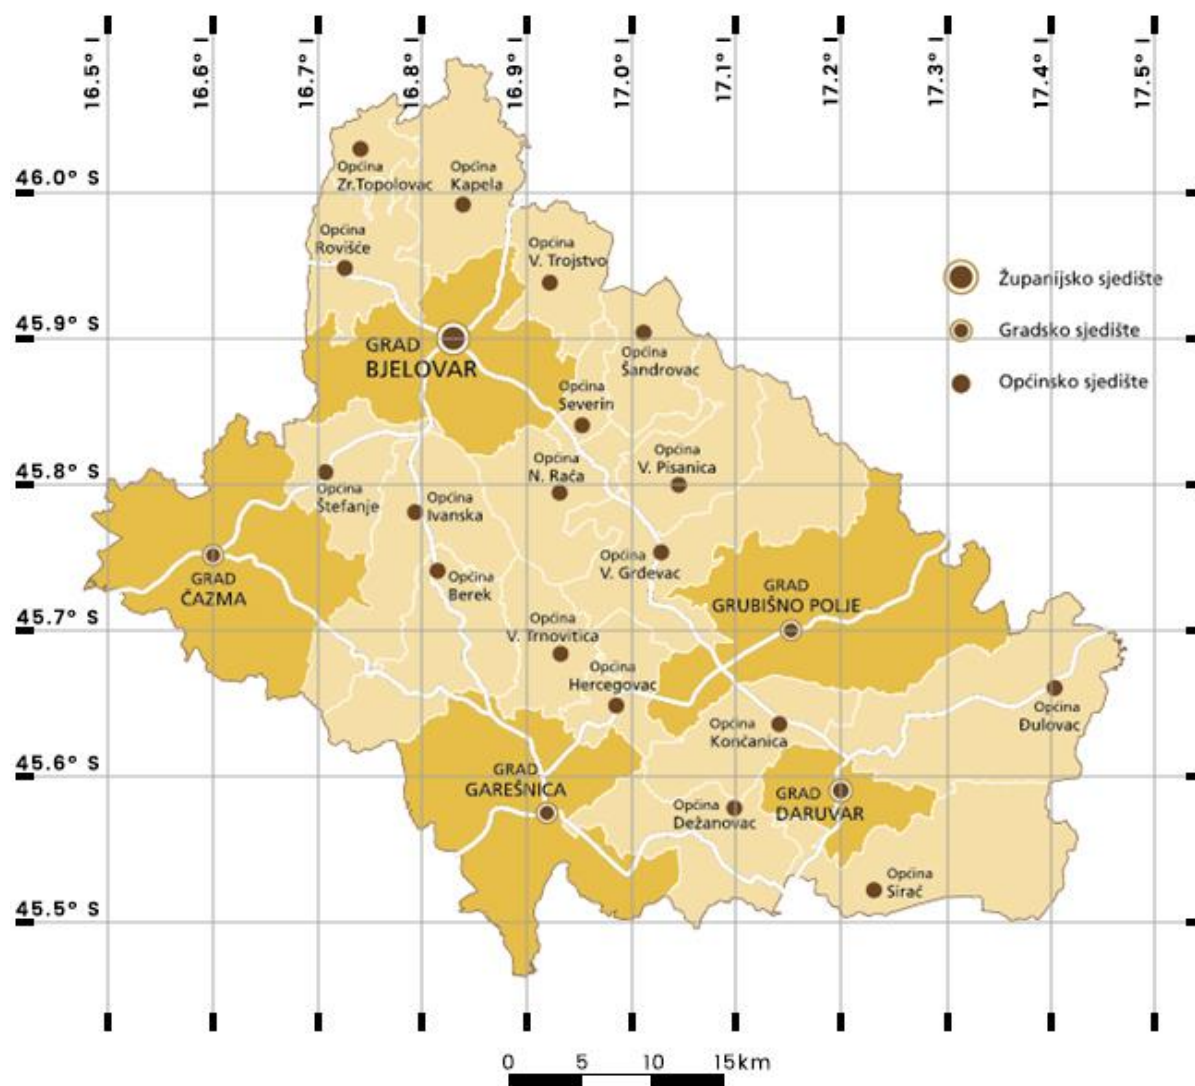 16.5° I
16.6° I
16.7° I
16.8° I
16.9° I
17.0° I
17.1° I
17.2° I
17.3° I
17.4° I
17.5° I
46.0° S
45.9° S
45.8° S
45.7° S
45.6° S
45.5° S
Općina
Zr.Topolovac
Općina
Kapela
Općina
Rovišće
Općina
V. Trojstvo
GRAD
BJELOVAR
Općina
Šandrovac
Općina
Severin
Općina
N. Rača
Općina
V. Pisanica
Općina
Štefanje
Općina
Ivanska
GRAD
ČAZMA
Općina
Berek
Općina
V. Grđevac
GRAD
GRUBIŠNO POLJE
Općina
V. Trnovitica
Općina
Hercegovac
Općina
Končanica
Općina
Đulovac
GRAD
GAREŠNICA
Općina
Dežanovac
GRAD
DARUVAR
Općina
Sirač
Županijsko sjedište
Gradsko sjedište
Općinsko sjedište
0 5 10 15km